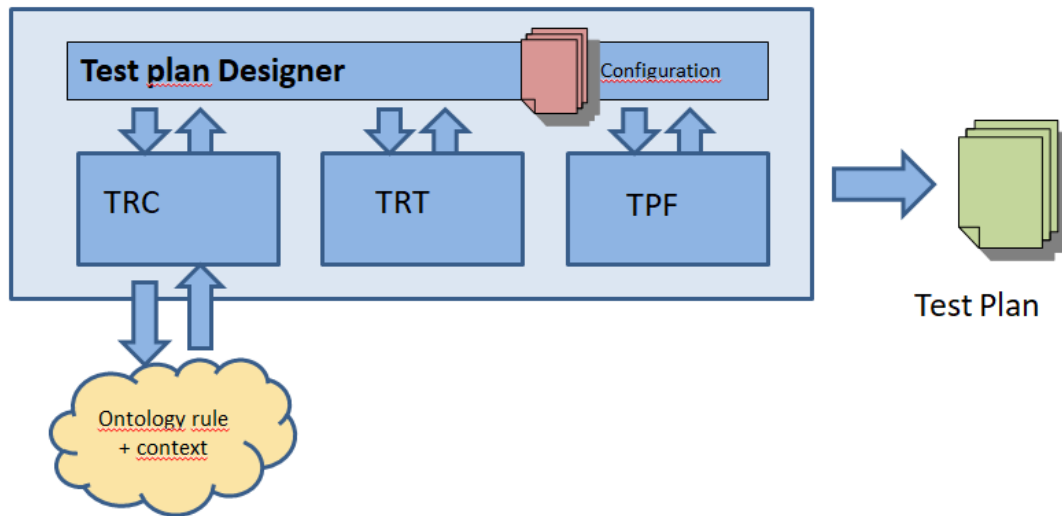 Test plan Designer
Configuration
TRC
TRT
TPF
Test Plan
Ontology rule
+ context